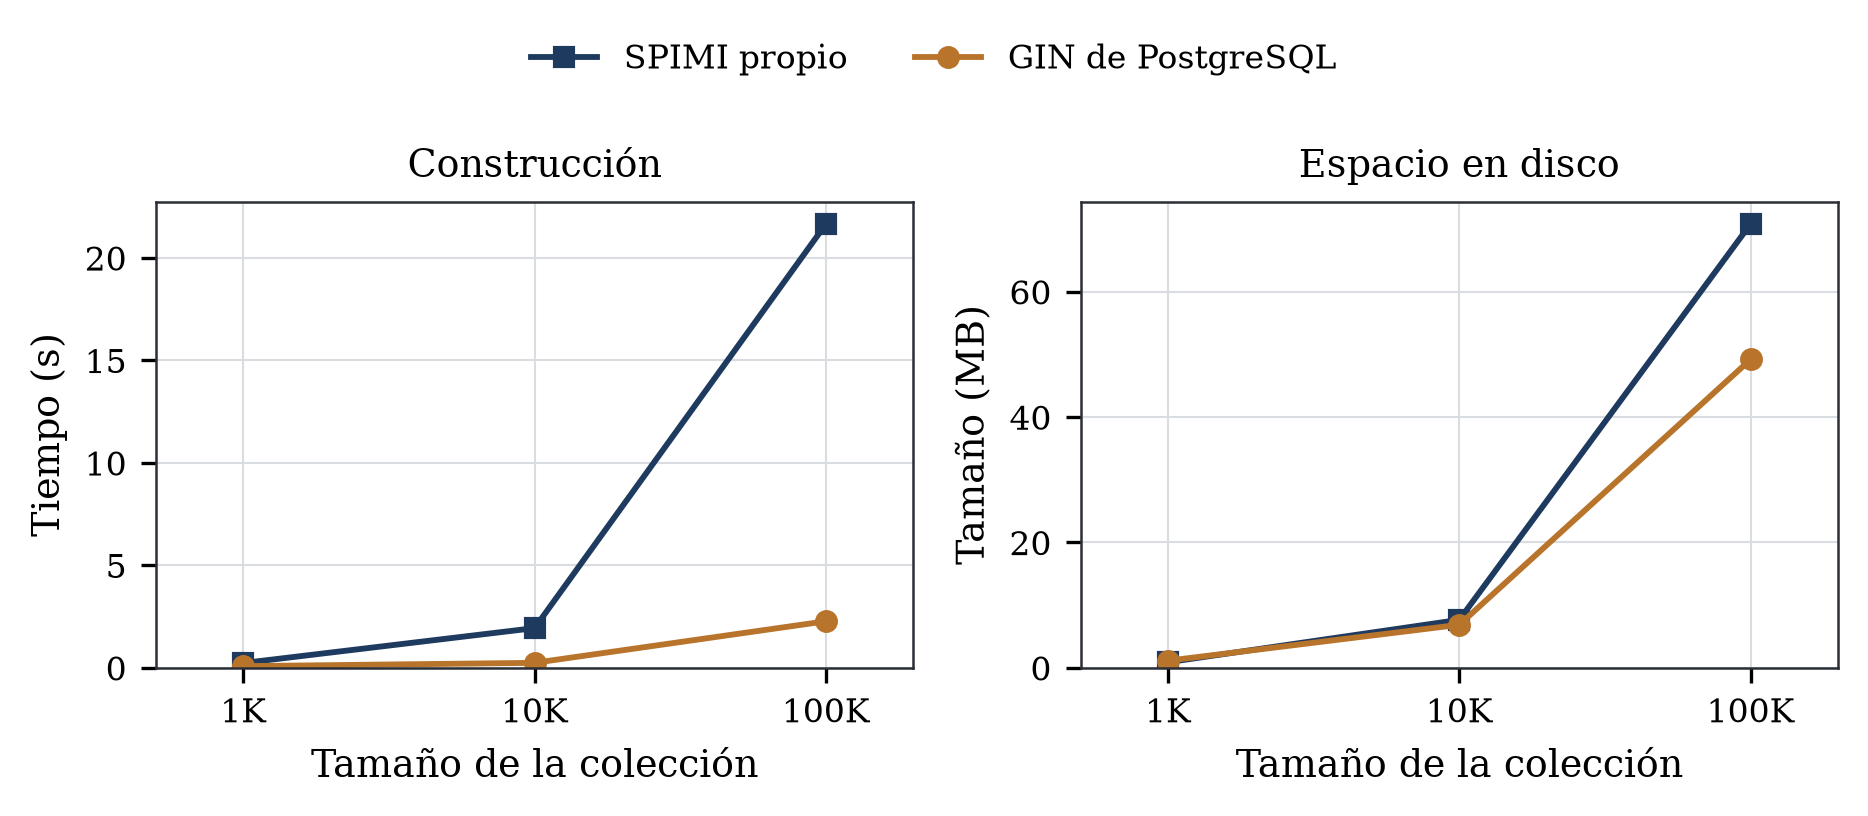 SPIMI propio
GIN de PostgreSQL
Construcción
Tiempo (s)
20
15
10
5
0
1K
10K
100K
Tamaño de la colección
Espacio en disco
Tamaño (MB)
60
40
20
0
1K
10K
100K
Tamaño de la colección